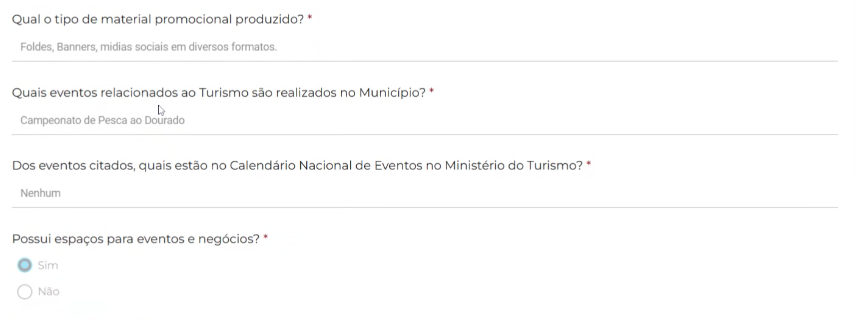 Qual o tipo de material promocional produzido? *
Foldes, Banners, midias sociais em diversos formatos.
Quais eventos relacionados ao Turismo são realizados no Município? *
Campeonato de Pesca ao Dourado
Dos eventos citados, quais estão no Calendário Nacional de Eventos no Ministério do Turismo? *
Nenhum
Possui espaços para eventos e negócios? *
Sim
Não